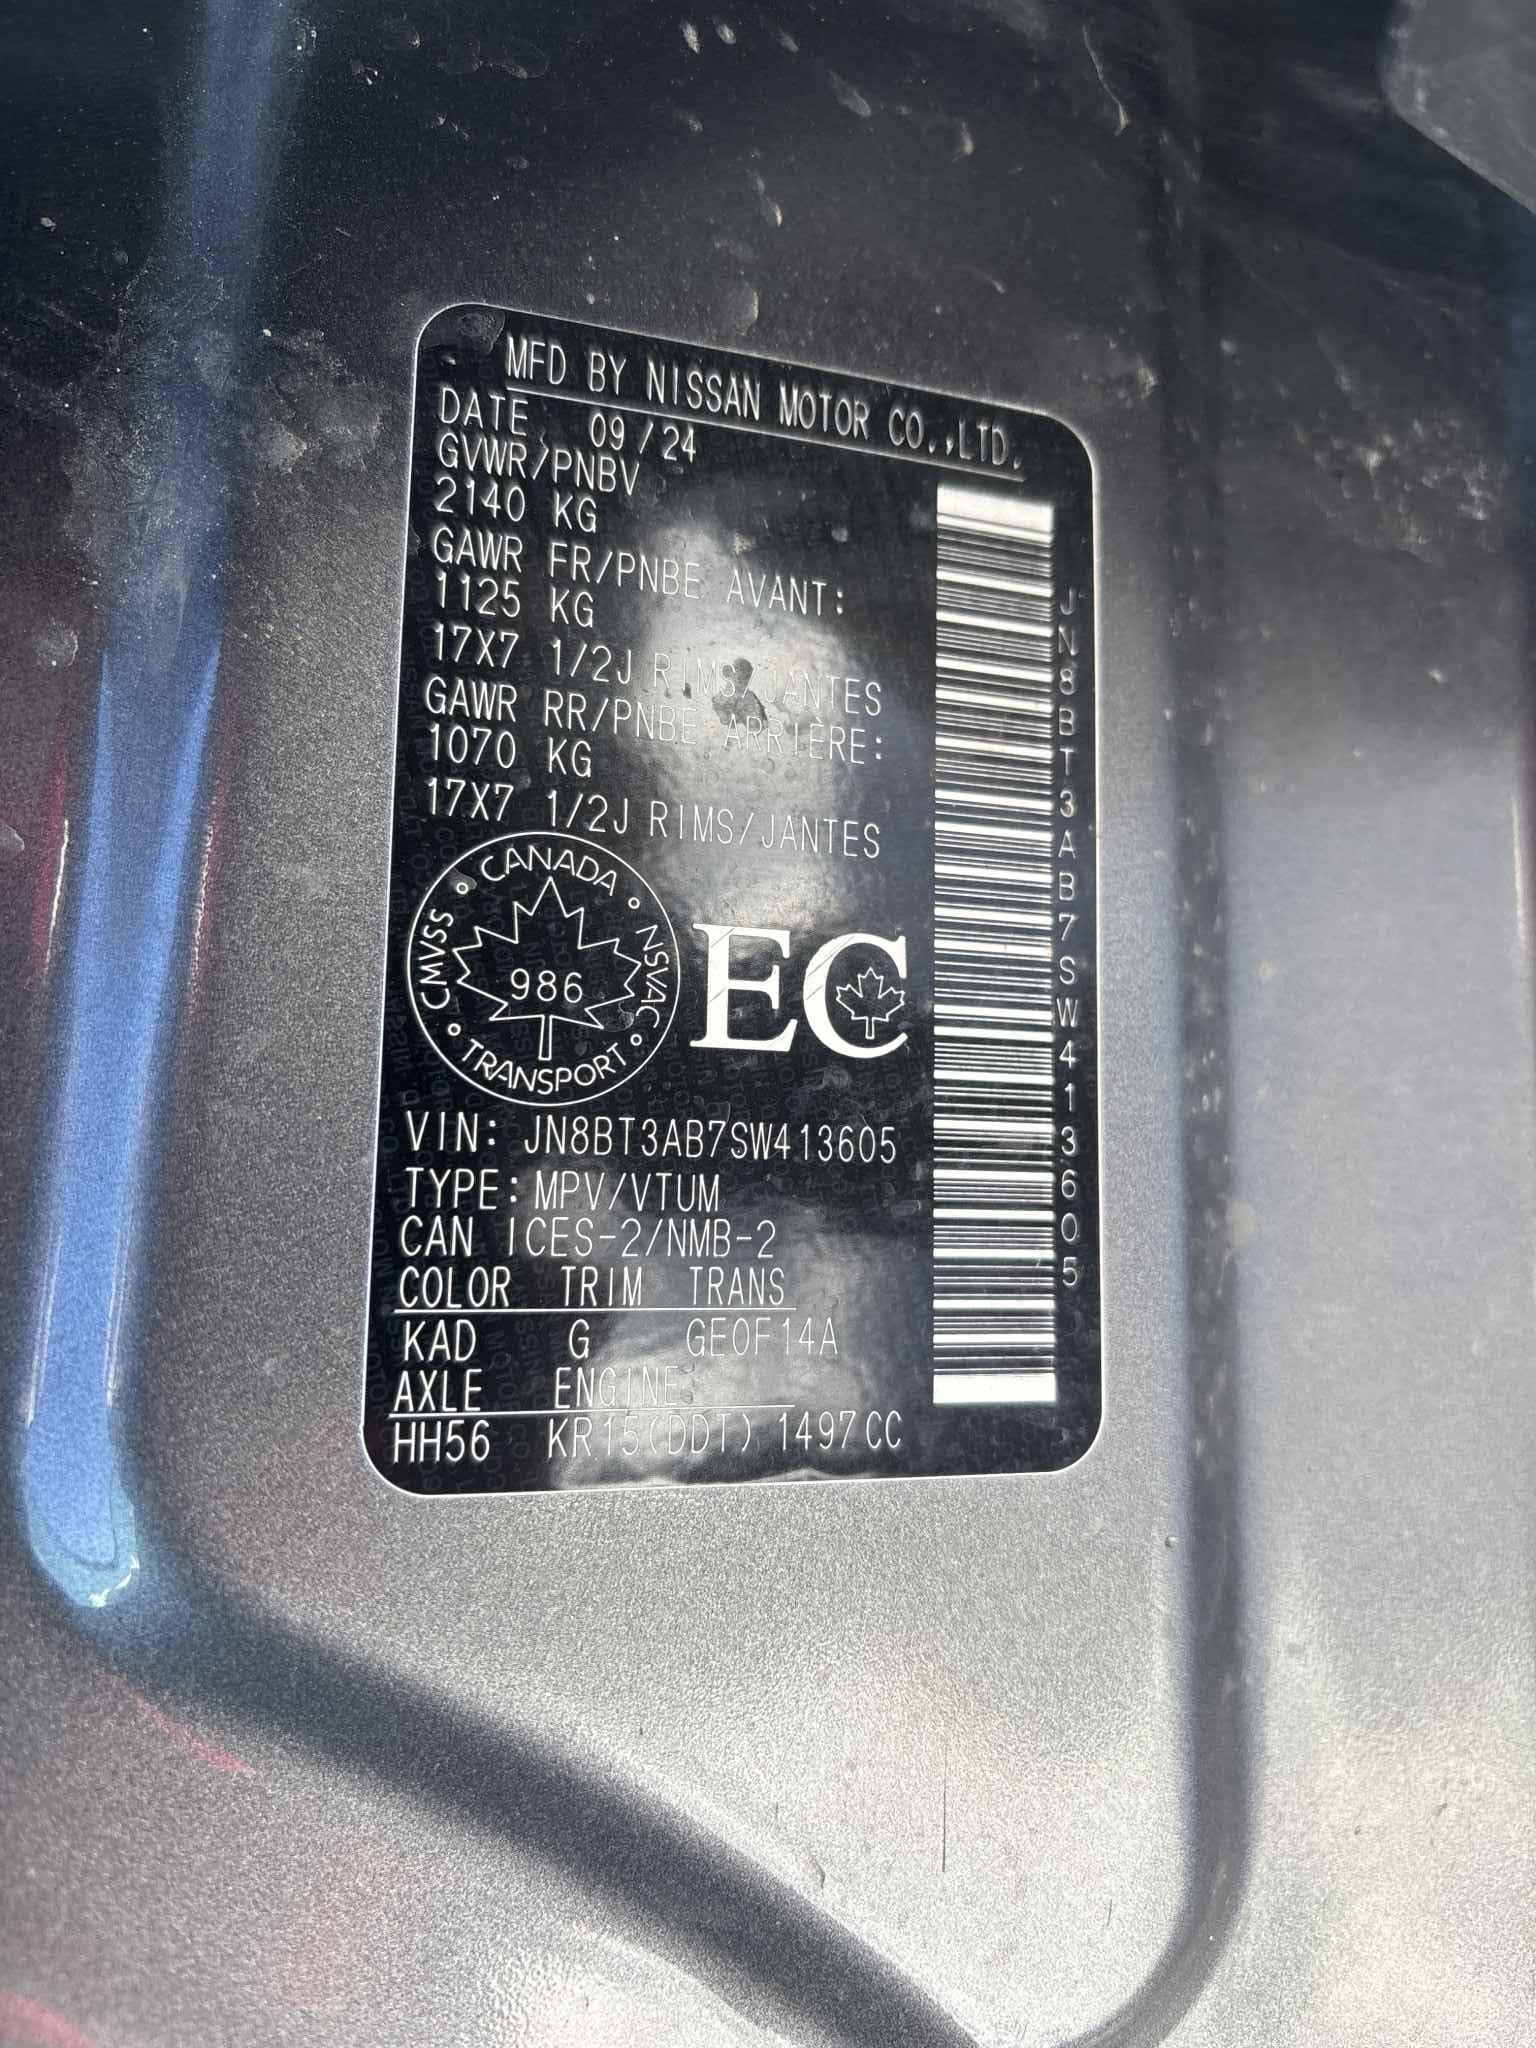 MFD BY NISSAN MOTOR CO.,LTD.
DATE 09/24
GVWR/PNBV
2140 KG
GAWR FR/PNBE AVANT:
1125 KG
17X7 1/2J RIMS/JANTES
GAWR RR/PNBE ARRIÈRE:
1070 KG
17X7 1/2J RIMS/JANTES
CANADA
CMVSS
NSVAC
986
TRANSPORT
EC
VIN: JN8BT3AB7SW413605
TYPE: MPV/VTUM
CAN ICES-2/NMB-2
COLOR TRIM TRANS
KAD G GE0F14A
AXLE ENGINE
HH56 KR15(DDT) 1497CC
JN8BT3AB7SW413605